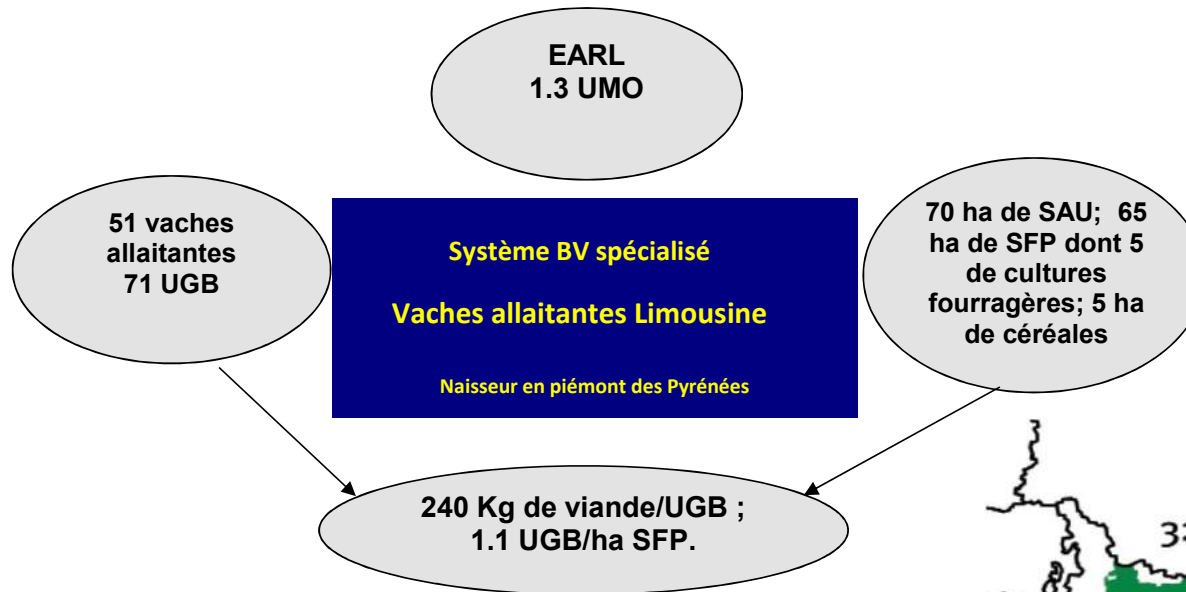 EARL
1.3 UMO
51 vaches
allaitantes
71 UGB
Système BV spécialisé
Vaches allaitantes Limousine
Naisseur en piémont des Pyrénées
70 ha de SAU; 65
ha de SFP dont 5
de cultures
fourragères; 5 ha
de céréales
240 Kg de viande/UGB ;
1.1 UGB/ha SFP.